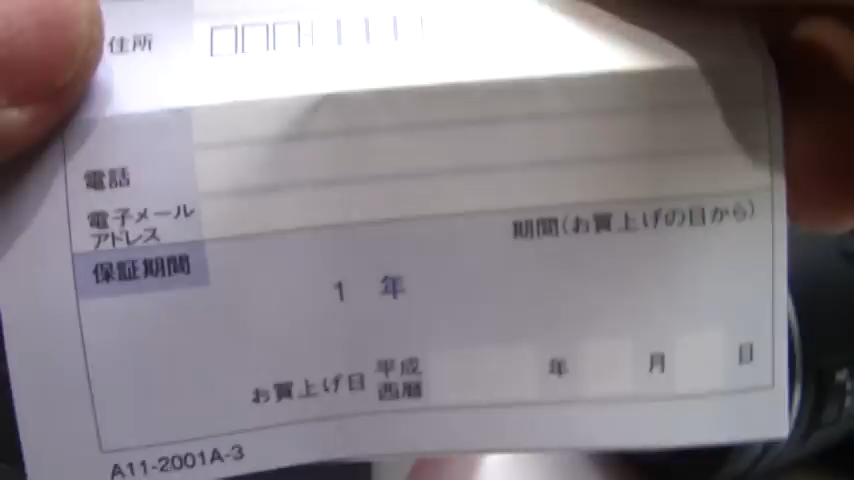 住所
電話
電子メール
アドレス
期間(お買上げの日から)
保証期間
1 年
お買上げ日 平成 年 月 日
西暦
A11-2001A-3